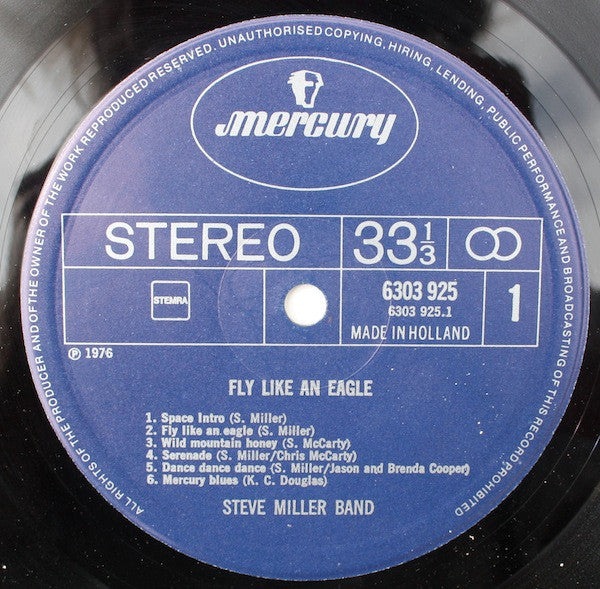 ALL RIGHTS OF THE PRODUCER AND OF THE OWNER OF THE WORK REPRODUCED RESERVED. UNAUTHORISED COPYING, HIRING, LENDING, PUBLIC PERFORMANCE AND BROADCASTING OF THIS RECORD PROHIBITED
mercury
STEREO 33 1/3
STEMRA
6303 925 1
6303 925.1
MADE IN HOLLAND
℗ 1976
FLY LIKE AN EAGLE
1. Space Intro (S. Miller)
2. Fly like an eagle (S. Miller)
3. Wild mountain honey (S. McCarty)
4. Serenade (S. Miller/Chris McCarty)
5. Dance dance dance (S. Miller/Jason and Brenda Cooper)
6. Mercury blues (K. C. Douglas)
STEVE MILLER BAND